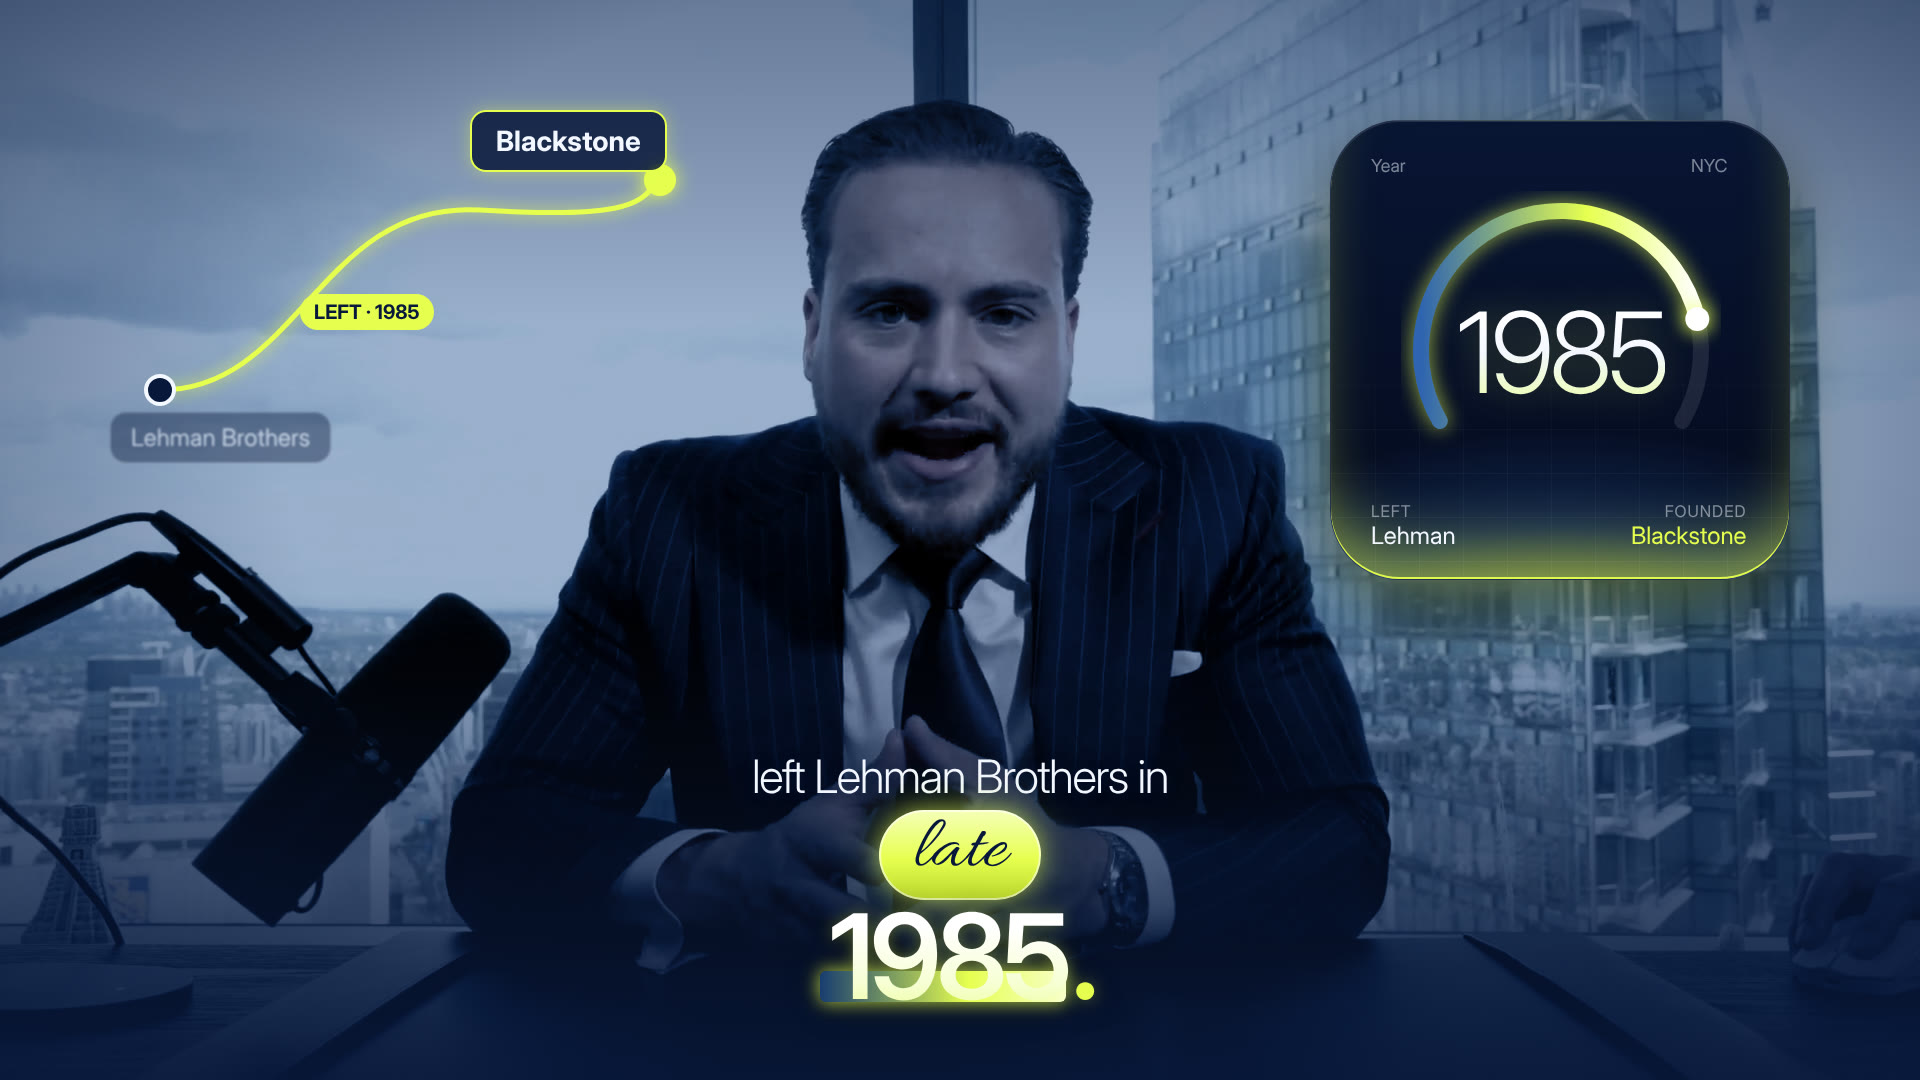 Blackstone
LEFT · 1985
Lehman Brothers
Year
NYC
1985
LEFT
Lehman
FOUNDED
Blackstone
left Lehman Brothers in
late
1985.